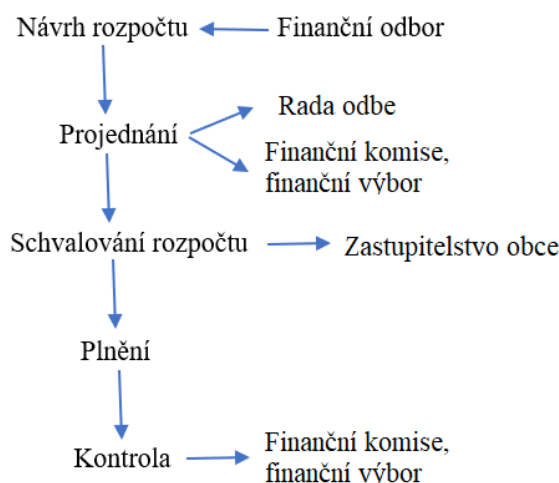 Návrh rozpočtu
Finanční odbor
Projednání
Rada odbe
Finanční komise,
finanční výbor
Schvalování rozpočtu
Zastupitelstvo obce
Plnění
Kontrola
Finanční komise,
finanční výbor